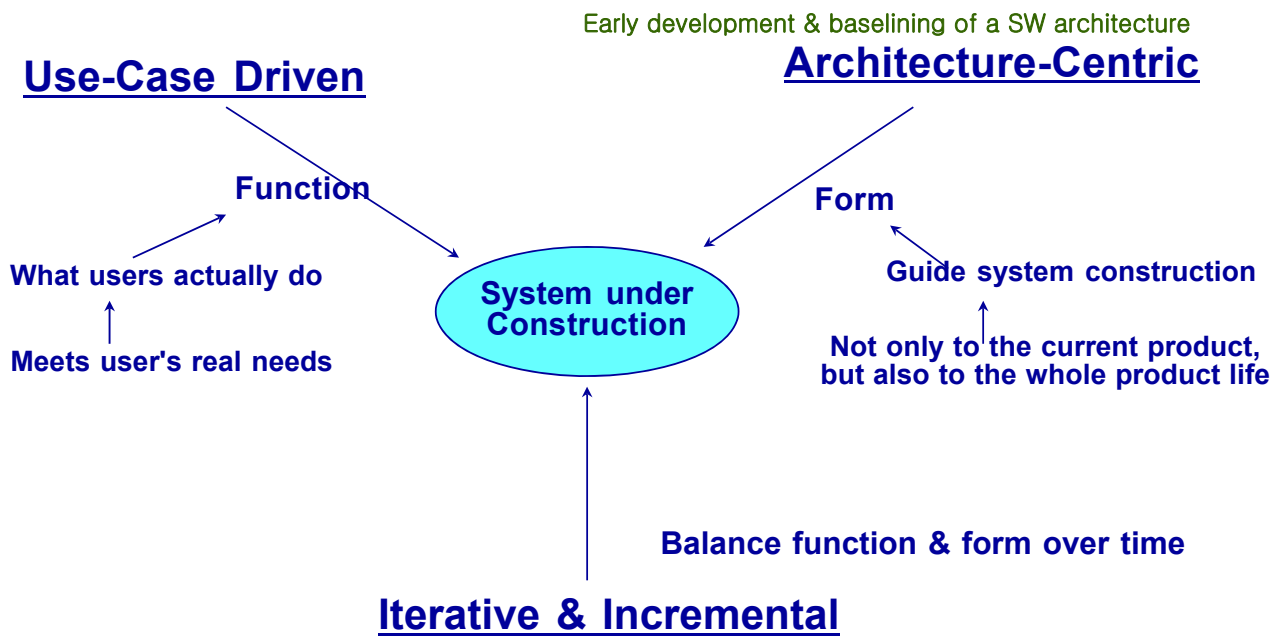 Early development & baselining of a SW architecture
Use-Case Driven
Architecture-Centric
Function
Form
What users actually do
Guide system construction
System under
Construction
Meets user's real needs
Not only to the current product,
but also to the whole product life
Balance function & form over time
Iterative & Incremental